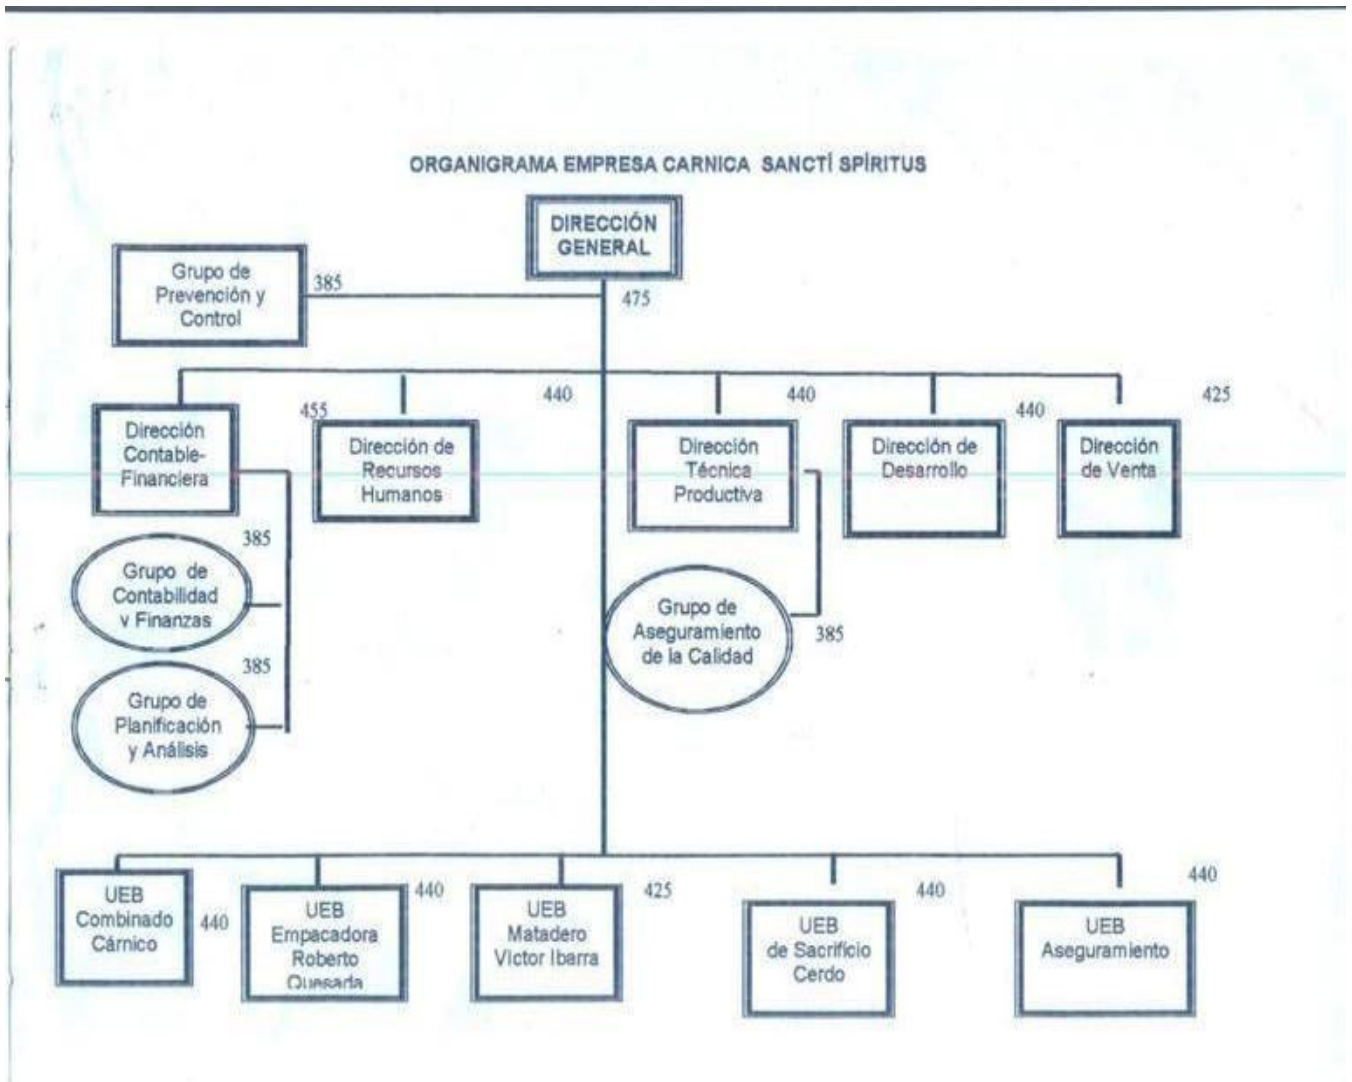 ORGANIGRAMA EMPRESA CARNICA  SANCTÍ SPÍRITUS
DIRECCIÓN
GENERAL
475
Grupo de
Prevención y
Control
385
Dirección
Contable-
Financiera
455
Dirección de
Recursos
Humanos
440
Dirección
Técnica
Productiva
440
Dirección de
Desarrollo
440
Dirección
de Venta
425
385
Grupo de
Contabilidad
y Finanzas
385
Grupo de
Planificación
y Análisis
Grupo de
Aseguramiento
de la Calidad
385
UEB
Combinado
Cárnico
440
UEB
Empacadora
Roberto
Quesada
440
UEB
Matadero
Victor Ibarra
425
UEB
de Sacrificio
Cerdo
440
UEB
Aseguramiento
440